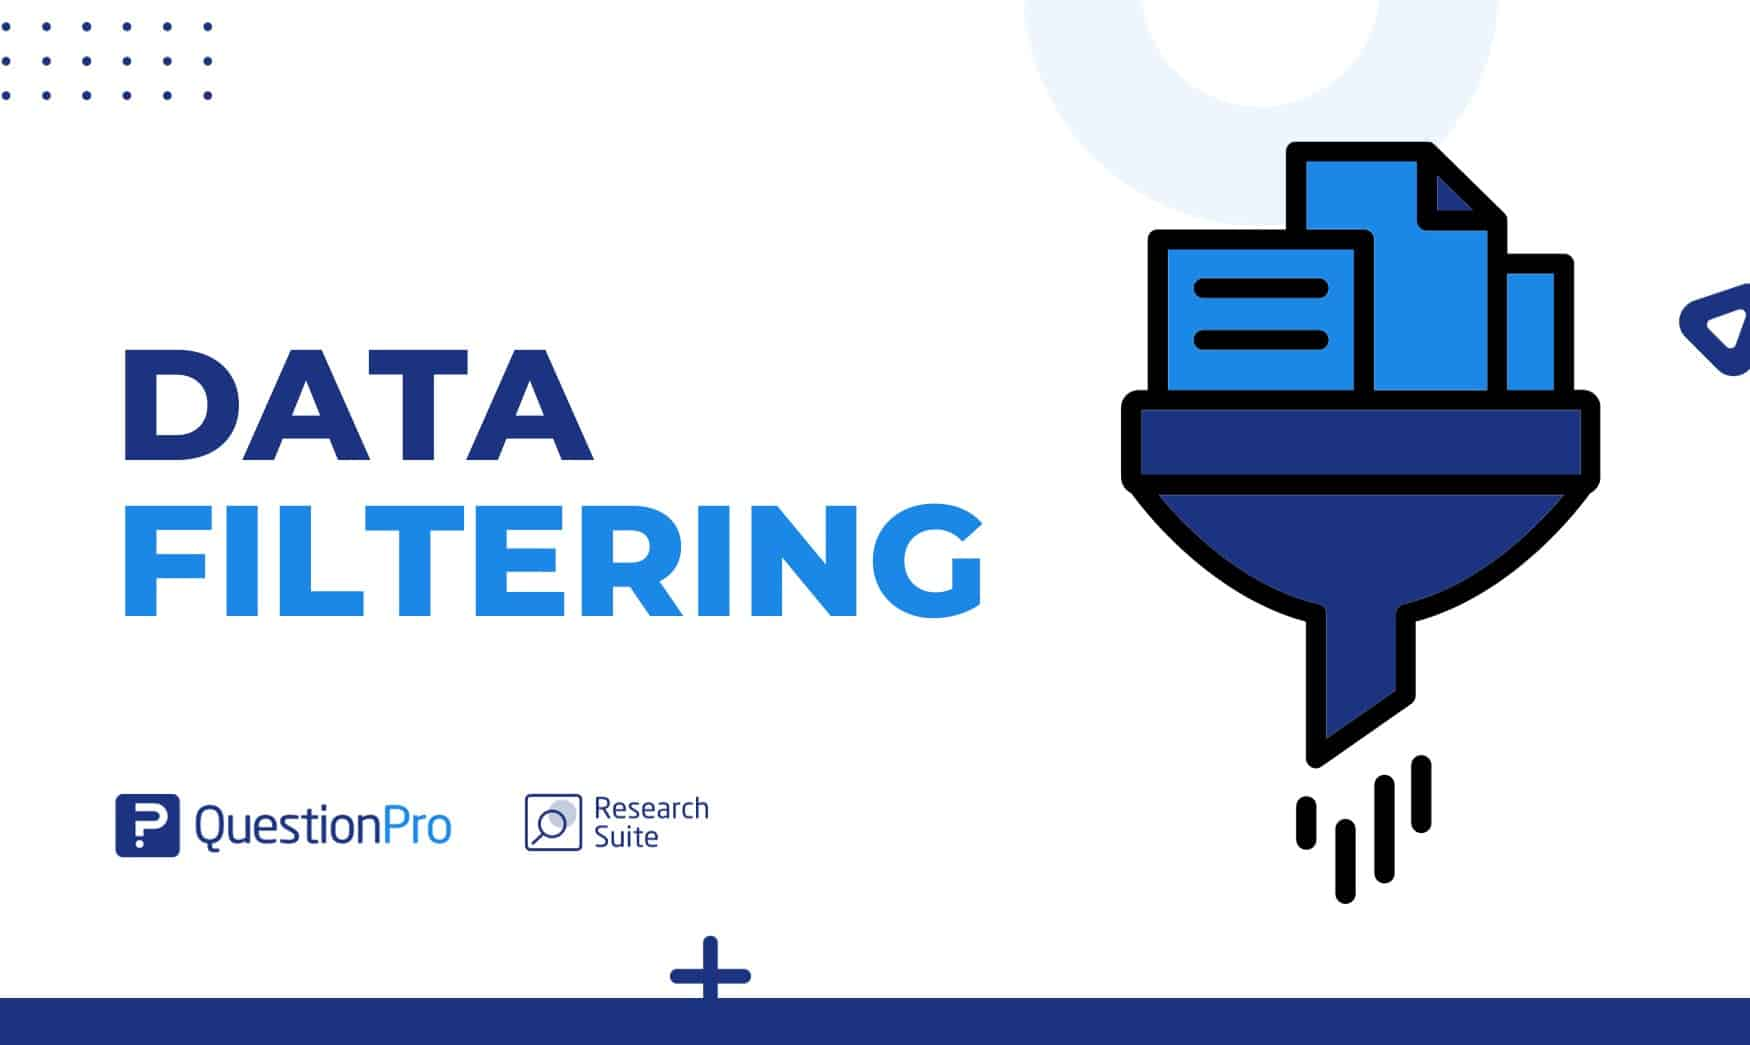 DATA
FILTERING
QuestionPro
Research
Suite